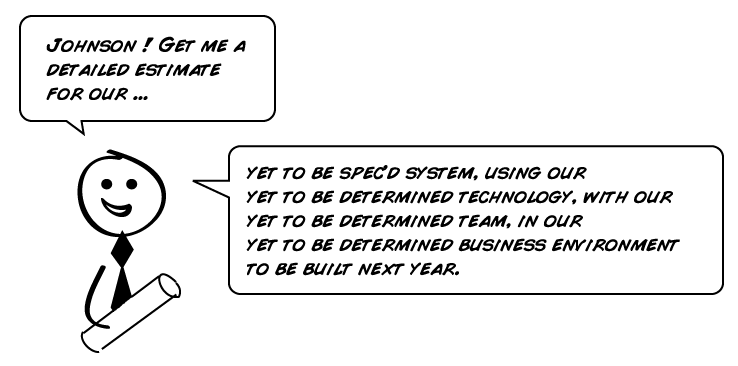 JOHNSON ! GET ME A
DETAILED ESTIMATE
FOR OUR ...
YET TO BE SPEC'D SYSTEM, USING OUR
YET TO BE DETERMINED TECHNOLOGY, WITH OUR
YET TO BE DETERMINED TEAM, IN OUR
YET TO BE DETERMINED BUSINESS ENVIRONMENT
TO BE BUILT NEXT YEAR.